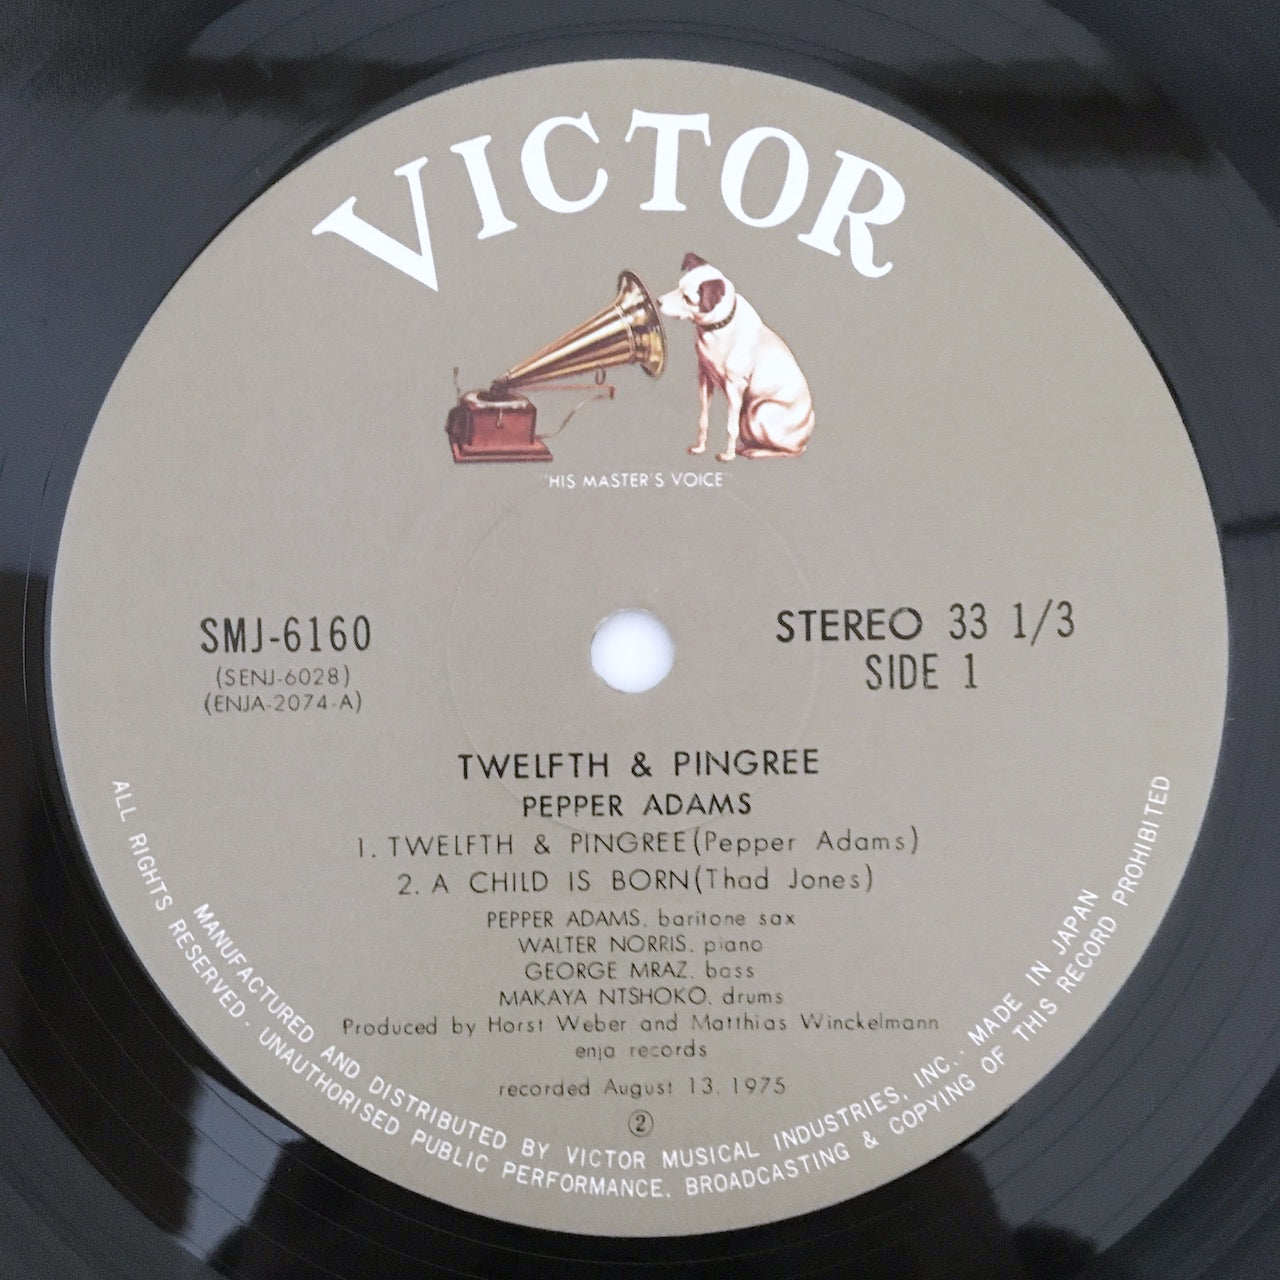 VICTOR
"HIS MASTER'S VOICE"
SMJ-6160
(SENJ-6028)
(ENJA-2074-A)
STEREO 33 1/3
SIDE 1
TWELFTH & PINGREE
PEPPER ADAMS
1. TWELFTH & PINGREE(Pepper Adams)
2. A CHILD IS BORN(Thad Jones)
PEPPER ADAMS, baritone sax
WALTER NORRIS, piano
GEORGE MRAZ, bass
MAKAYA NTSHOKO, drums
Produced by Horst Weber and Matthias Winckelmann
enja records
recorded August 13, 1975
②
MANUFACTURED AND DISTRIBUTED BY VICTOR MUSICAL INDUSTRIES, INC.· MADE IN JAPAN
ALL RIGHTS RESERVED · UNAUTHORISED PUBLIC PERFORMANCE, BROADCASTING & COPYING OF THIS RECORD PROHIBITED